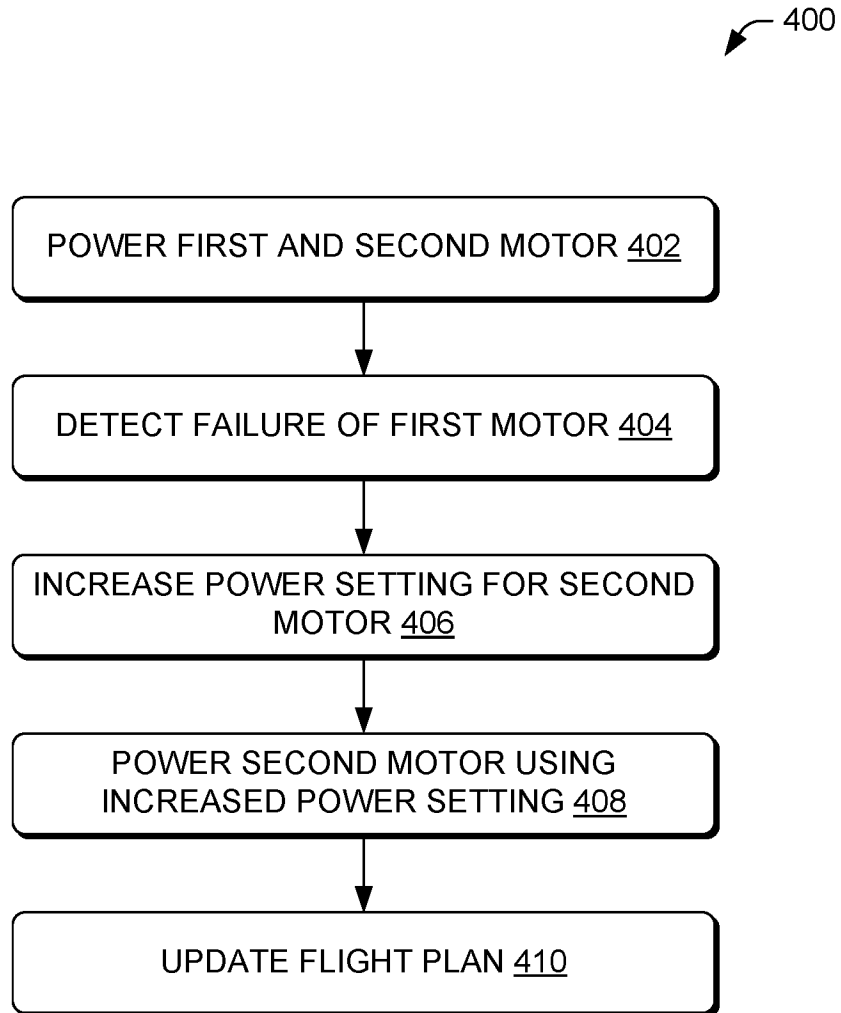 400
POWER FIRST AND SECOND MOTOR 402
DETECT FAILURE OF FIRST MOTOR 404
INCREASE POWER SETTING FOR SECOND
MOTOR 406
POWER SECOND MOTOR USING
INCREASED POWER SETTING 408
UPDATE FLIGHT PLAN 410